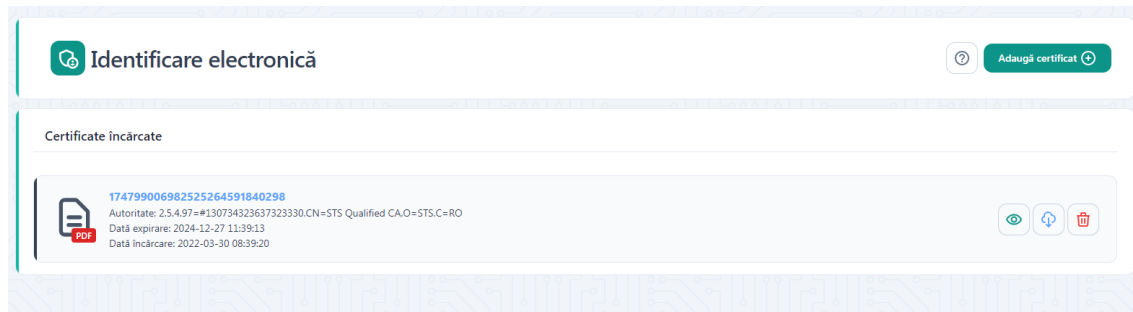 Identificare electronică
Adaugă certificat
Certificate încărcate
174799006982525264591840298
Autoritate: 2.5.4.97=#130734323637323330.CN=STS Qualified CA.O=STS.C=RO
Dată expirare: 2024-12-27 11:39:13
Dată încărcare: 2022-03-30 08:39:20
PDF